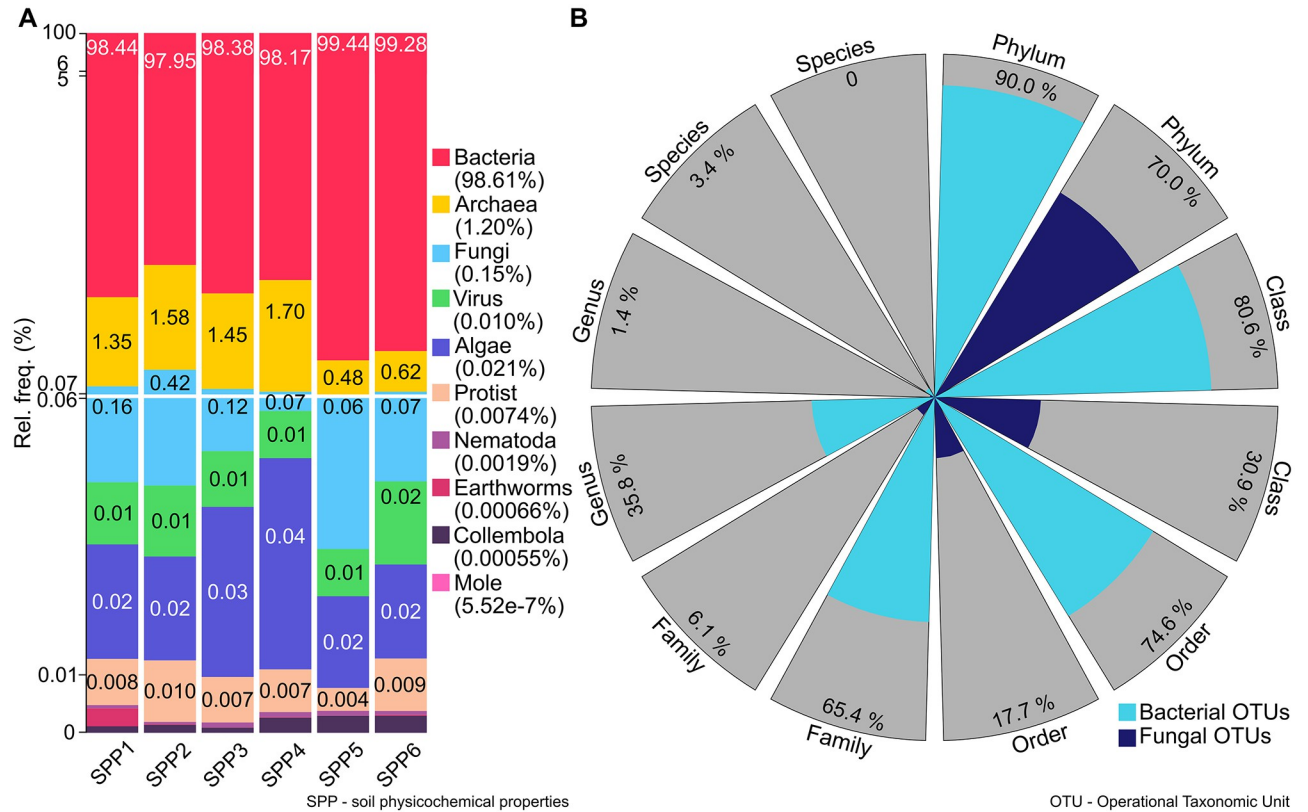 A
100
6
5
0.07
0.06
0.01
0
Rel. freq. (%)
98.44
97.95
98.38
98.17
99.44
99.28
1.35
1.58
1.45
1.70
0.48
0.62
0.16
0.42
0.12
0.07
0.06
0.07
0.01
0.01
0.01
0.01
0.01
0.02
0.02
0.02
0.03
0.04
0.02
0.02
0.008
0.010
0.007
0.007
0.004
0.009
SPP1
SPP2
SPP3
SPP4
SPP5
SPP6
Bacteria
(98.61%)
Archaea
(1.20%)
Fungi
(0.15%)
Virus
(0.010%)
Algae
(0.021%)
Protist
(0.0074%)
Nematoda
(0.0019%)
Earthworms
(0.00066%)
Collembola
(0.00055%)
Mole
(5.52e-7%)
SPP - soil physicochemical properties
B
Phylum
90.0 %
Phylum
70.0 %
Class
80.6 %
Class
30.9 %
Order
74.6 %
Order
17.7 %
Family
65.4 %
Family
6.1 %
Genus
35.8 %
Genus
1.4 %
Species
3.4 %
Species
0
Bacterial OTUs
Fungal OTUs
OTU - Operational Taxonomic Unit